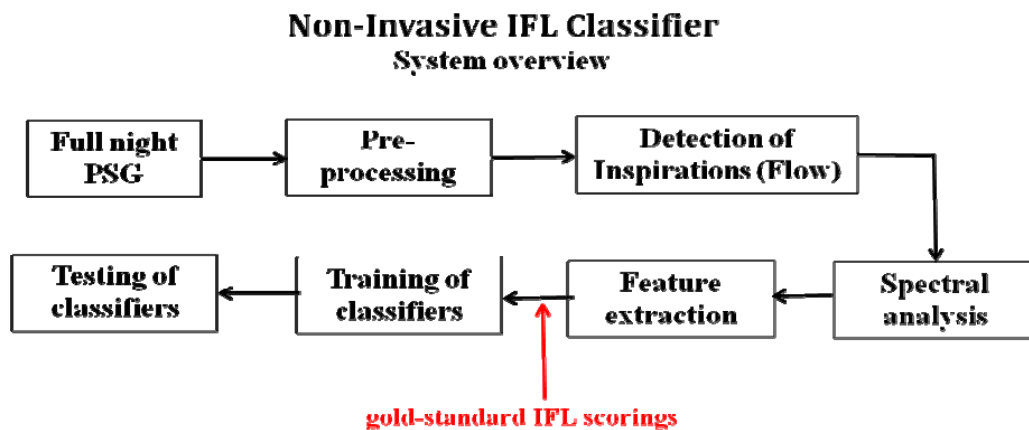 Non-Invasive IFL Classifier
System overview
Full night
PSG
Pre-
processing
Detection of
Inspirations (Flow)
Spectral
analysis
Feature
extraction
Training of
classifiers
Testing of
classifiers
gold-standard IFL scorings